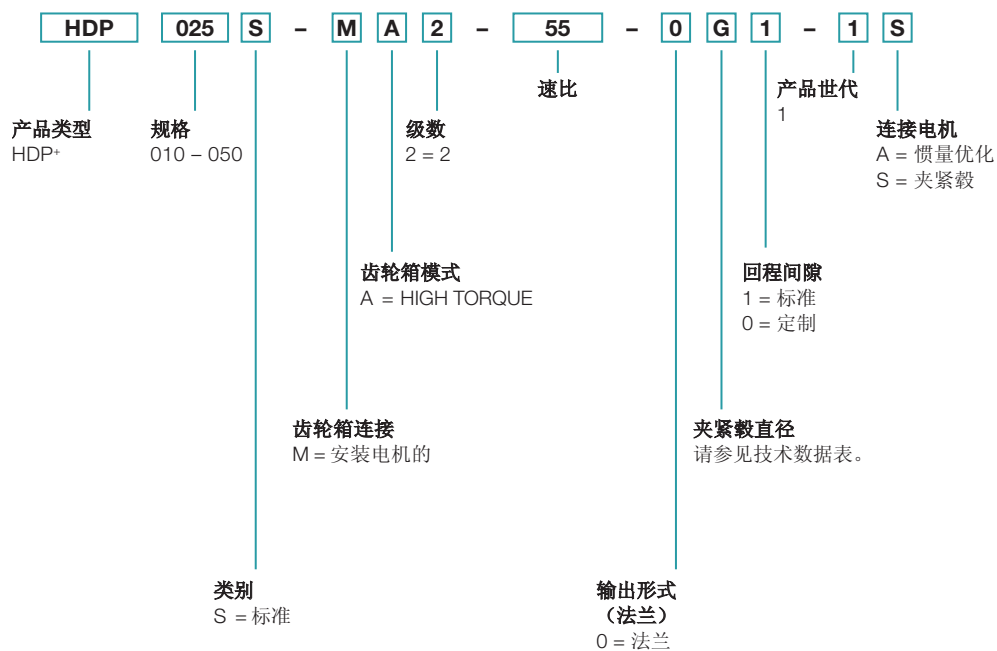 HDP 025 S – M A 2 – 55 – 0 G 1 – 1 S
速比
产品世代
1
产品类型
HDP+
规格
010 – 050
级数
2 = 2
连接电机
A = 惯量优化
S = 夹紧毂
齿轮箱模式
A = HIGH TORQUE
回程间隙
1 = 标准
0 = 定制
齿轮箱连接
M = 安装电机的
夹紧毂直径
请参见技术数据表。
类别
S = 标准
输出形式
（法兰）
0 = 法兰